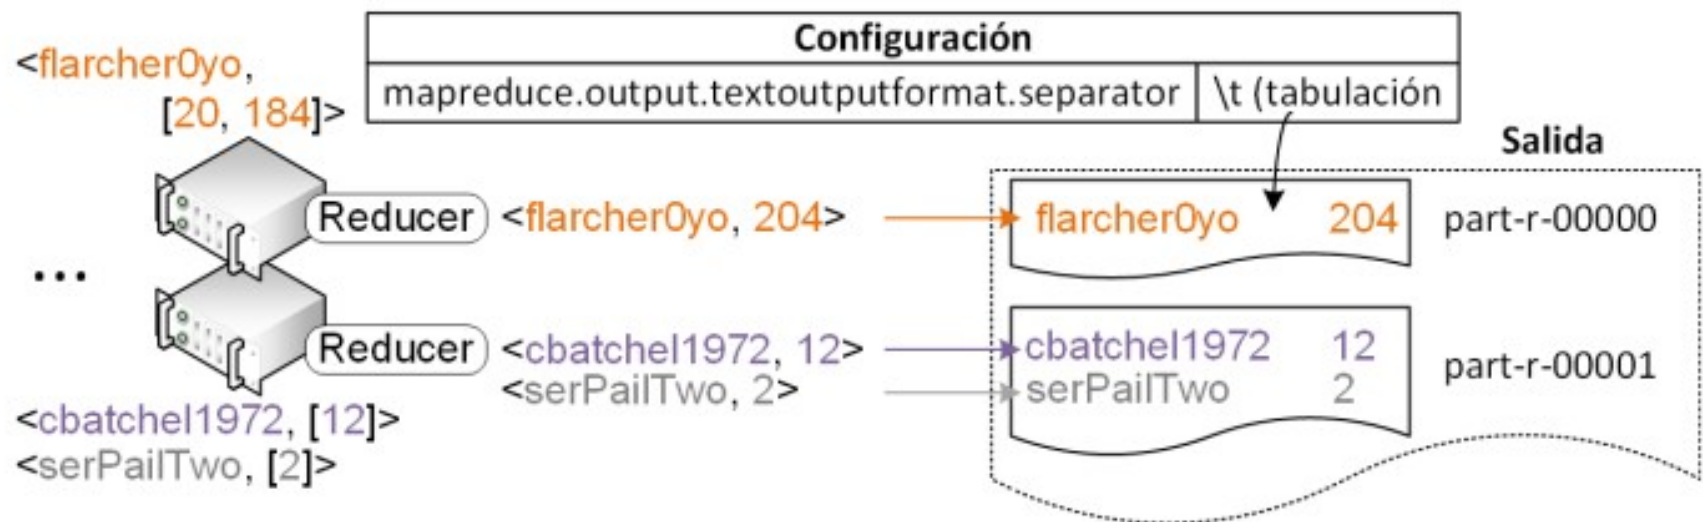 Configuración
mapreduce.output.textoutputformat.separator \t (tabulación
<flarcher0yo,
[20, 184]>
Salida
Reducer <flarcher0yo, 204> flarcher0yo 204 part-r-00000
...
Reducer <cbatchel1972, 12> cbatchel1972 12 part-r-00001
<serPailTwo, 2> serPailTwo 2
<cbatchel1972, [12]>
<serPailTwo, [2]>